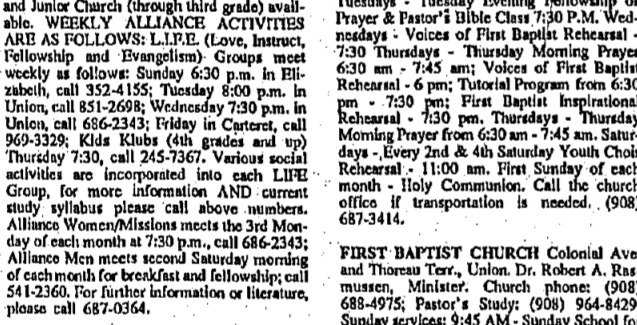 and Junior Church (through third grade) avail-
able. WEEKLY ALLIANCE ACTIVITIES
ARE AS FOLLOWS: L.I.F.E. (Love, Instruct,
Fellowship and Evangelism) Groups meet
weekly as follows: Sunday 6:30 p.m. in Eli-
zabeth, call 352-4155; Tuesday 8:00 p.m. in
Union, call 851-2698; Wednesday 7:30 p.m. in
Union, call 686-2343; Friday in Carteret, call
969-3329; Kids Klubs (4th grades and up)
Thursday 7:30, call 245-7367. Various social
activities are incorporated into each LIFE
Group, for more information AND current
study syllabus please call above numbers.
Alliance Women/Missions meets the 3rd Mon-
day of each month at 7:30 p.m., call 686-2343;
Alliance Men meets second Saturday morning
of each month for breakfast and fellowship; call
541-2360. For further information or literature,
please call 687-0364.
Tuesdays - Tuesday Evening Fellowship of
Prayer & Pastor's Bible Class 7:30 P.M. Wed-
nesdays - Voices of First Baptist Rehearsal -
7:30 Thursdays - Thursday Morning Prayer
6:30 am - 7:45 am; Voices of First Baptist
Rehearsal - 6 pm; Tutorial Program from 6:30
pm - 7:30 pm; First Baptist Inspirational
Rehearsal - 7:30 pm. Thursdays - Thursday
Morning Prayer from 6:30 am - 7:45 am. Satur-
days - Every 2nd & 4th Saturday Youth Choir
Rehearsal - 11:00 am. First Sunday of each
month - Holy Communion. Call the church
office if transportation is needed. (908)
687-3414.
FIRST BAPTIST CHURCH Colonial Ave.
and Thoreau Terr., Union. Dr. Robert A. Ras-
mussen, Minister. Church phone: (908)
688-4975; Pastor's Study: (908) 964-8429
Sunday services: 9:45 AM - Sunday School for